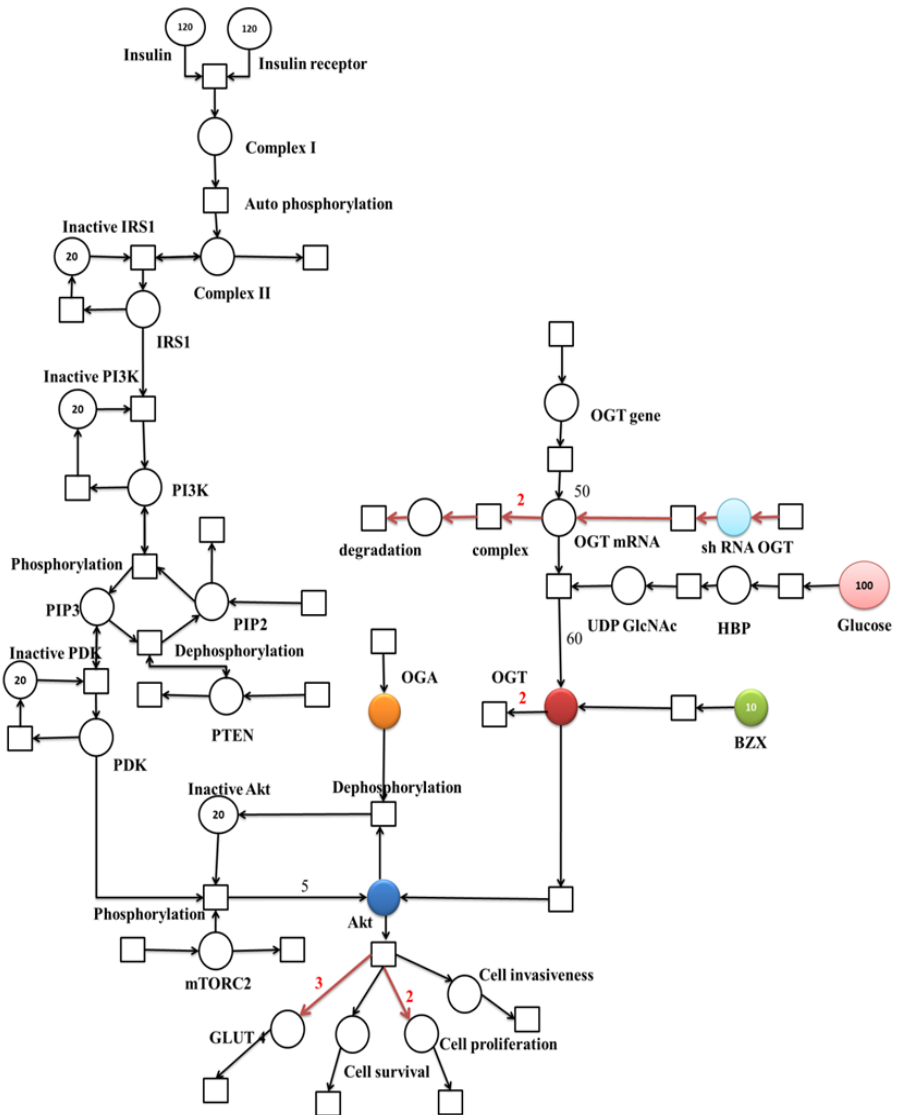 120
120
Insulin
Insulin receptor
Complex I
Auto phosphorylation
Inactive IRS1
20
Complex II
IRS1
Inactive PI3K
20
OGT gene
PI3K
2
50
OGT mRNA
sh RNA OGT
degradation
complex
Phosphorylation
100
PIP3
PIP2
UDP GlcNAc
HBP
Glucose
60
Dephosphorylation
Inactive PDK
20
OGA
OGT
2
10
PTEN
BZX
PDK
Inactive Akt
Dephosphorylation
20
5
Phosphorylation
Akt
mTORC2
Cell invasiveness
3
2
GLUT 4
Cell proliferation
Cell survival